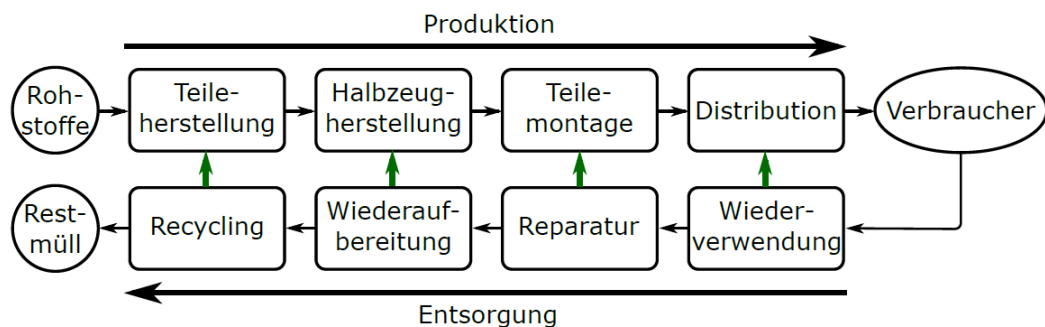 Produktion
Roh-
stoffe
Teile-
herstellung
Halbzeug-
herstellung
Teile-
montage
Distribution
Verbraucher
Rest-
müll
Recycling
Wiederauf-
bereitung
Reparatur
Wieder-
verwendung
Entsorgung